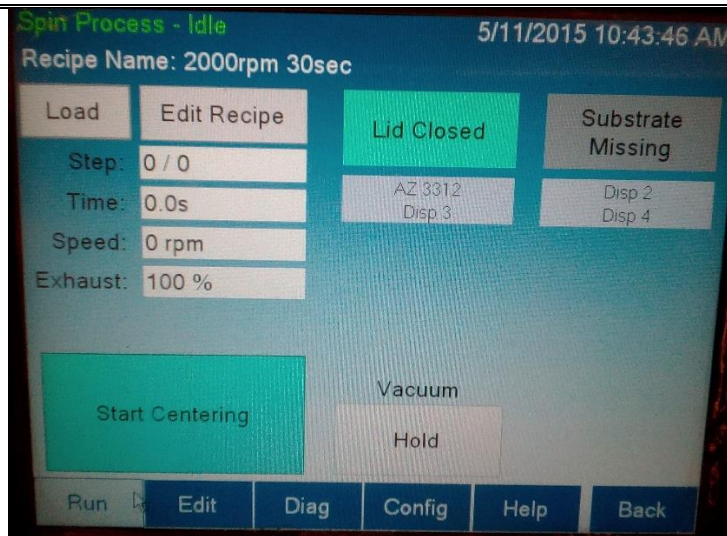 Spin Process - Idle 5/11/2015 10:43:46 AM
Recipe Name: 2000rpm 30sec
Load Edit Recipe Lid Closed Substrate
Missing
Step: 0 / 0 AZ 3312 Disp 2
Disp 3 Disp 4
Time: 0.0s
Speed: 0 rpm
Exhaust: 100 %
Start Centering
Vacuum
Hold
Run Edit Diag Config Help Back